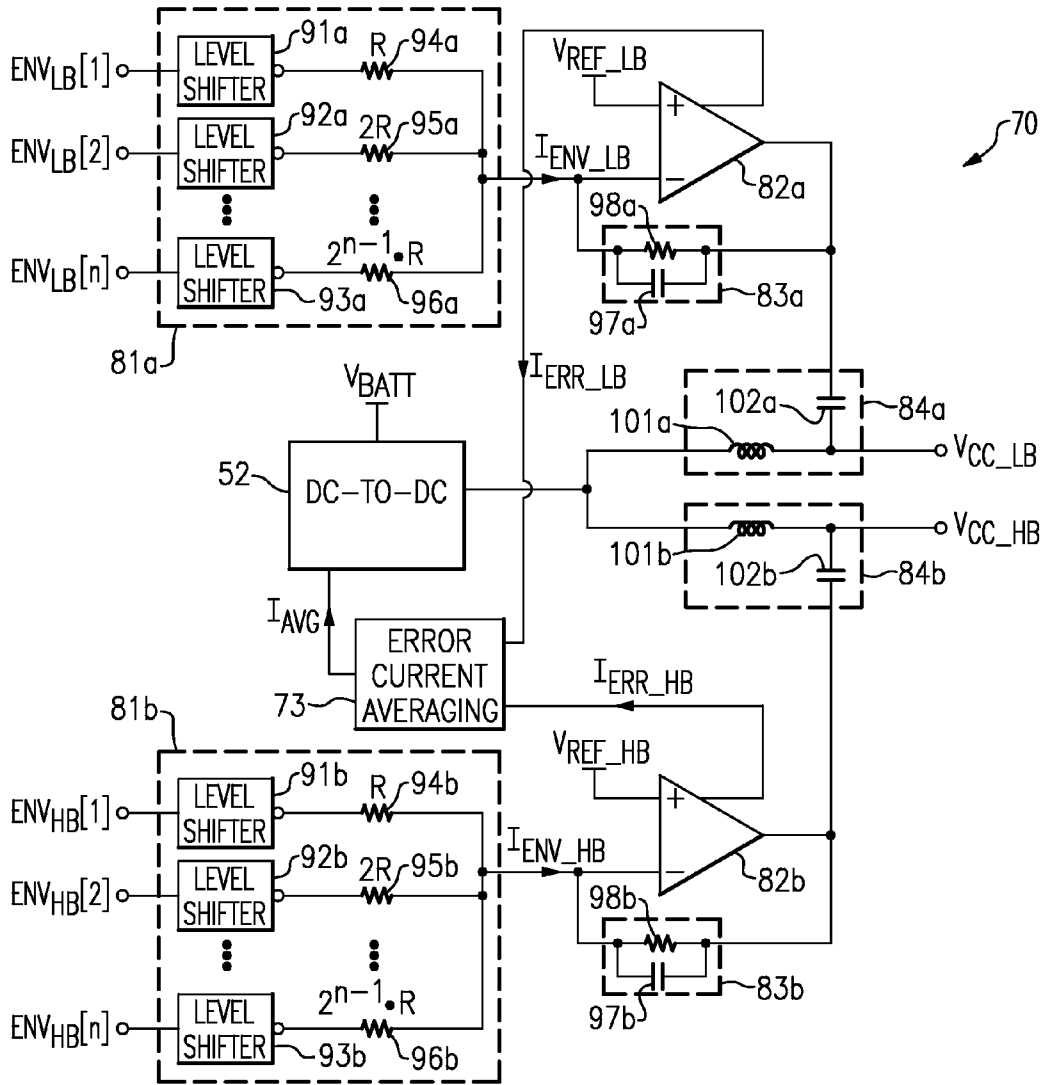 ENV_LB[1]
LEVEL
SHIFTER
91a
R
94a
V_REF_LB
+
−
82a
70
ENV_LB[2]
LEVEL
SHIFTER
92a
2R
95a
I_ENV_LB
98a
97a
83a
ENV_LB[n]
LEVEL
SHIFTER
93a
2^{n−1}•R
96a
81a
I_ERR_LB
V_BATT
52
DC–TO–DC
101a
102a
84a
V_CC_LB
101b
102b
84b
V_CC_HB
I_AVG
ERROR
CURRENT
AVERAGING
73
I_ERR_HB
81b
ENV_HB[1]
LEVEL
SHIFTER
91b
R
94b
V_REF_HB
+
−
82b
ENV_HB[2]
LEVEL
SHIFTER
92b
2R
95b
I_ENV_HB
98b
97b
83b
ENV_HB[n]
LEVEL
SHIFTER
93b
2^{n−1}•R
96b